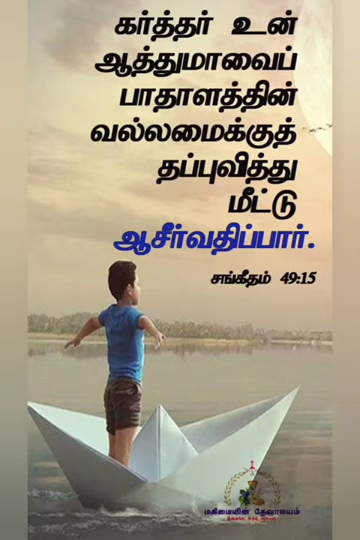 கர்த்தர் உன்
ஆத்துமாவைப்
பாதாளத்தின்
வல்லமைக்குத்
தப்புவித்து
மீட்டு
ஆசீர்வதிப்பார்.
சங்கீதம் 49:15
மகிமையின் தேவாலயம்